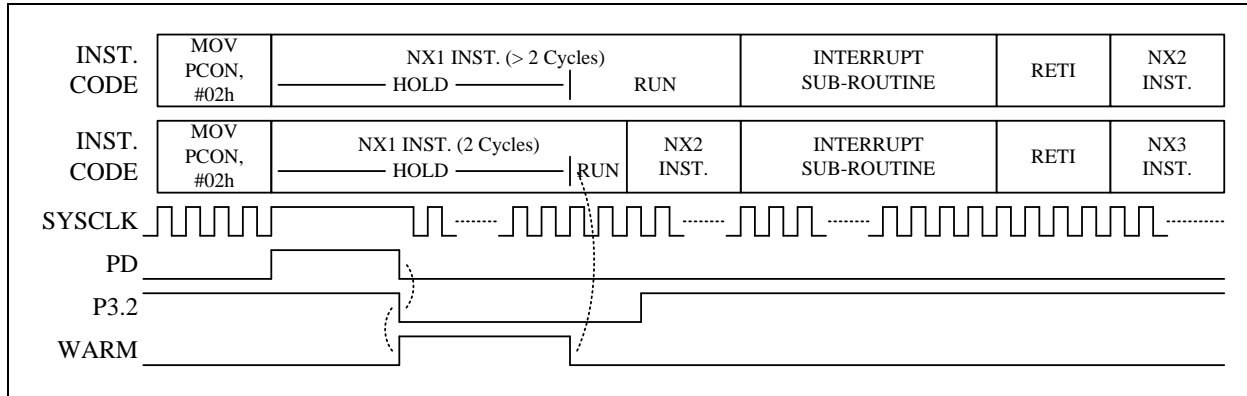 INST. CODE
MOV PCON, #02h
NX1 INST. (> 2 Cycles)
HOLD
RUN
INTERRUPT SUB-ROUTINE
RETI
NX2 INST.
INST. CODE
MOV PCON, #02h
NX1 INST. (2 Cycles)
HOLD
RUN
NX2 INST.
INTERRUPT SUB-ROUTINE
RETI
NX3 INST.
SYSCLK
PD
P3.2
WARM